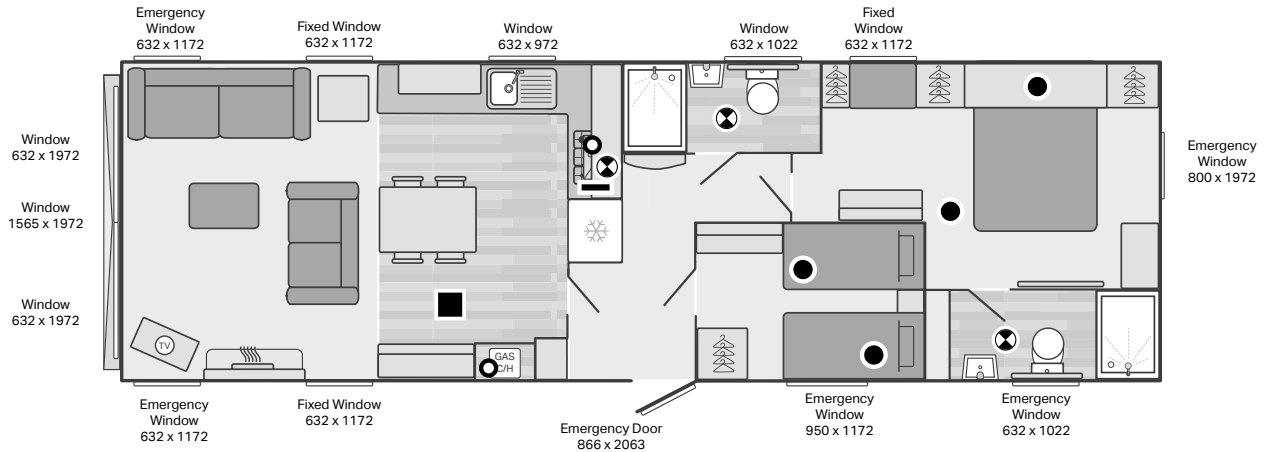 Emergency
Window
632 x 1172
Fixed Window
632 x 1172
Window
632 x 972
Window
632 x 1022
Fixed
Window
632 x 1172
Window
632 x 1972
Window
1565 x 1972
Window
632 x 1972
Emergency
Window
800 x 1972
TV
GAS
C/H
Emergency
Window
632 x 1172
Fixed Window
632 x 1172
Emergency Door
866 x 2063
Emergency
Window
950 x 1172
Emergency
Window
632 x 1022